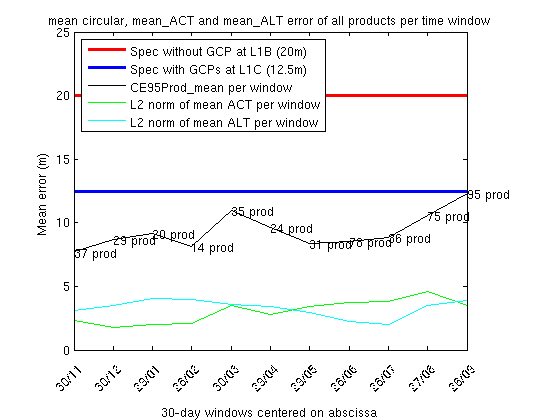 mean circular, mean_ACT and mean_ALT error of all products per time window
25
20
15
10
5
0
Mean error (m)
Spec without GCP at L1B (20m)
Spec with GCPs at L1C (12.5m)
CE95Prod_mean per window
L2 norm of mean ACT per window
L2 norm of mean ALT per window
37 prod
29 prod
20 prod
14 prod
35 prod
24 prod
31 prod
78 prod
86 prod
75 prod
95 prod
30/11
30/12
29/01
28/02
30/03
29/04
29/05
28/06
28/07
27/08
26/09
30-day windows centered on abscissa